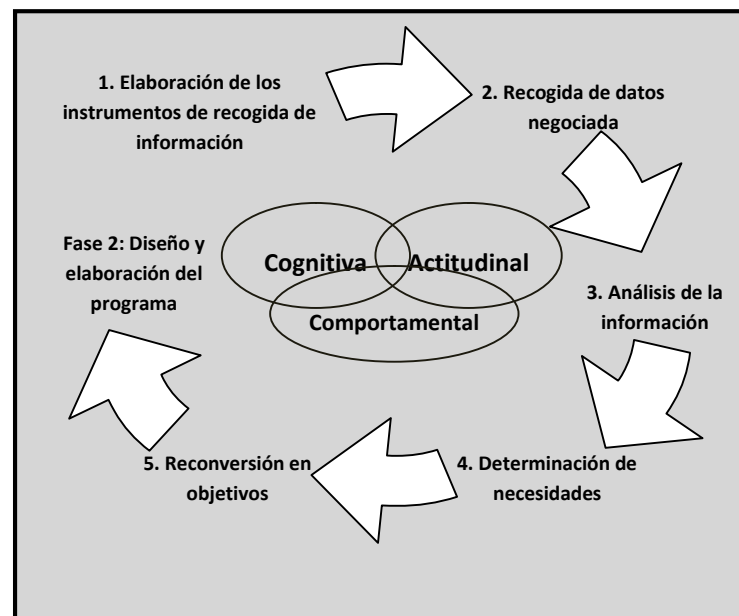 1. Elaboración de los
instrumentos de recogida de
información
2. Recogida de datos
negociada
3. Análisis de la
información
4. Determinación de
necesidades
5. Reconversión en
objetivos
Fase 2: Diseño y
elaboración del
programa
Cognitiva
Actitudinal
Comportamental